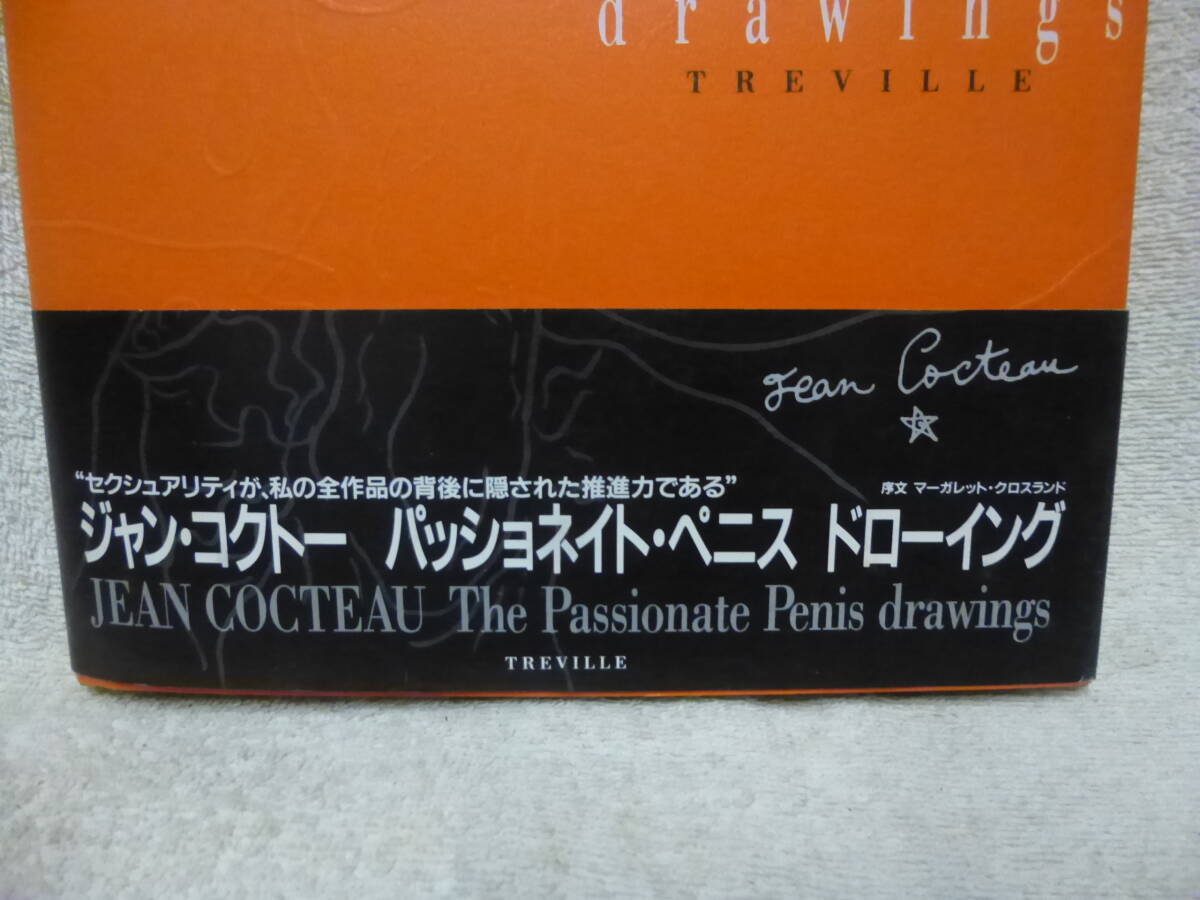 drawings
TREVILLE
Jean Cocteau
“セクシュアリティが、私の全作品の背後に隠された推進力である”
序文 マーガレット・クロスランド
ジャン・コクトー パッショネイト・ペニス ドローイング
JEAN COCTEAU The Passionate Penis drawings
TREVILLE